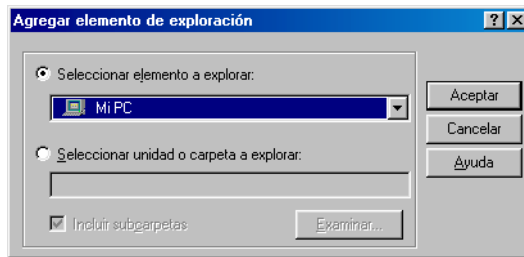 Agregar elemento de exploración
Seleccionar elemento a explorar:
Mi PC
Seleccionar unidad o carpeta a explorar:
Incluir subcarpetas
Examinar...
Aceptar
Cancelar
Ayuda